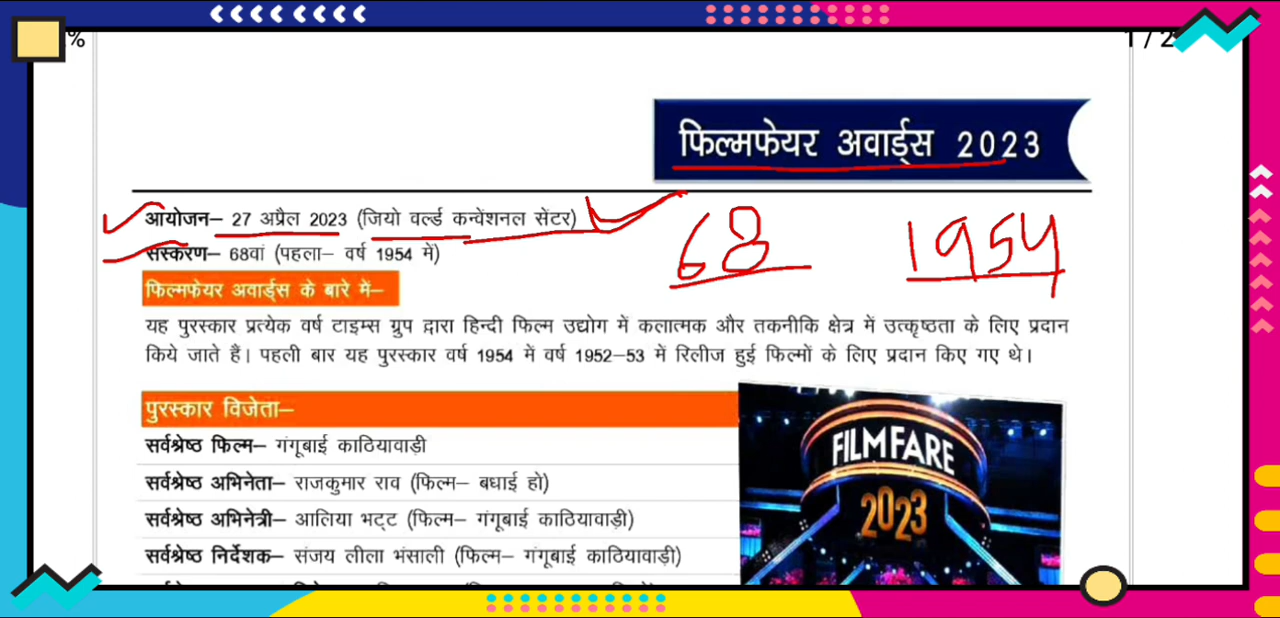 %
1 / 2
फिल्मफेयर अवार्ड्स 2023
आयोजन– 27 अप्रैल 2023 (जियो वर्ल्ड कन्वेंशनल सेंटर)
संस्करण– 68वां (पहला– वर्ष 1954 में)
68 1954
फिल्मफेयर अवार्ड्स के बारे में–
यह पुरस्कार प्रत्येक वर्ष टाइम्स ग्रुप द्वारा हिन्दी फिल्म उद्योग में कलात्मक और तकनीकि क्षेत्र में उत्कृष्ठता के लिए प्रदान
किये जाते हैं। पहली बार यह पुरस्कार वर्ष 1954 में वर्ष 1952–53 में रिलीज हुई फिल्मों के लिए प्रदान किए गए थे।
पुरस्कार विजेता–
सर्वश्रेष्ठ फिल्म– गंगूबाई काठियावाड़ी
सर्वश्रेष्ठ अभिनेता– राजकुमार राव (फिल्म– बधाई हो)
सर्वश्रेष्ठ अभिनेत्री– आलिया भट्ट (फिल्म– गंगूबाई काठियावाड़ी)
सर्वश्रेष्ठ निर्देशक– संजय लीला भंसाली (फिल्म– गंगूबाई काठियावाड़ी)
FILMFARE
2023